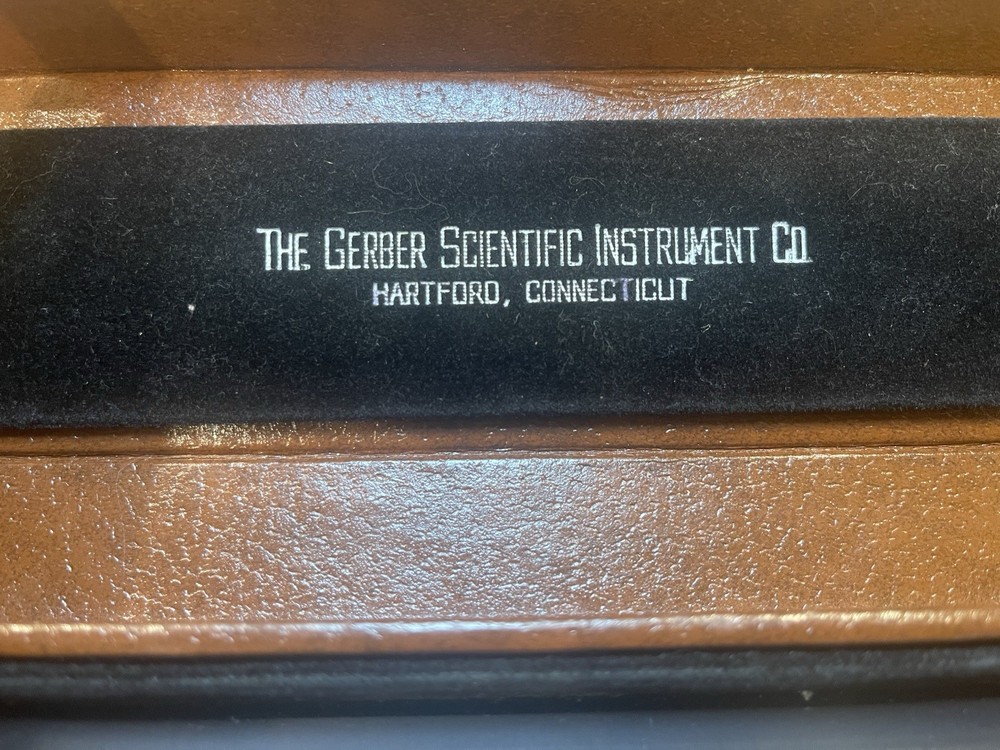 THE GERBER SCIENTIFIC INSTRUMENT CO.
HARTFORD, CONNECTICUT